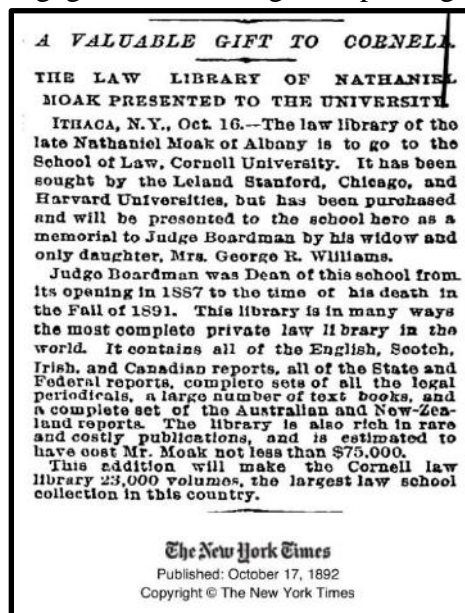 A VALUABLE GIFT TO CORNELL.
THE LAW LIBRARY OF NATHANIEL
MOAK PRESENTED TO THE UNIVERSITY.
ITHACA, N.Y., Oct. 16.—The law library of the
late Nathaniel Moak of Albany is to go to the
School of Law, Cornell University. It has been
sought by the Leland Stanford, Chicago, and
Harvard Universities, but has been purchased
and will be presented to the school here as a
memorial to Judge Boardman by his widow and
only daughter, Mrs. George R. Williams.
Judge Boardman was Dean of this school from
its opening in 1887 to the time of his death in
the Fall of 1891. This library is in many ways
the most complete private law library in the
world. It contains all of the English, Scotch,
Irish, and Canadian reports, all of the State and
Federal reports, complete sets of all the legal
periodicals, a large number of text books, and
a complete set of the Australian and New-Zea-
land reports. The library is also rich in rare
and costly publications, and is estimated to
have cost Mr. Moak not less than $75,000.
This addition will make the Cornell law
library 23,000 volumes, the largest law school
collection in this country.
The New York Times
Published: October 17, 1892
Copyright © The New York Times